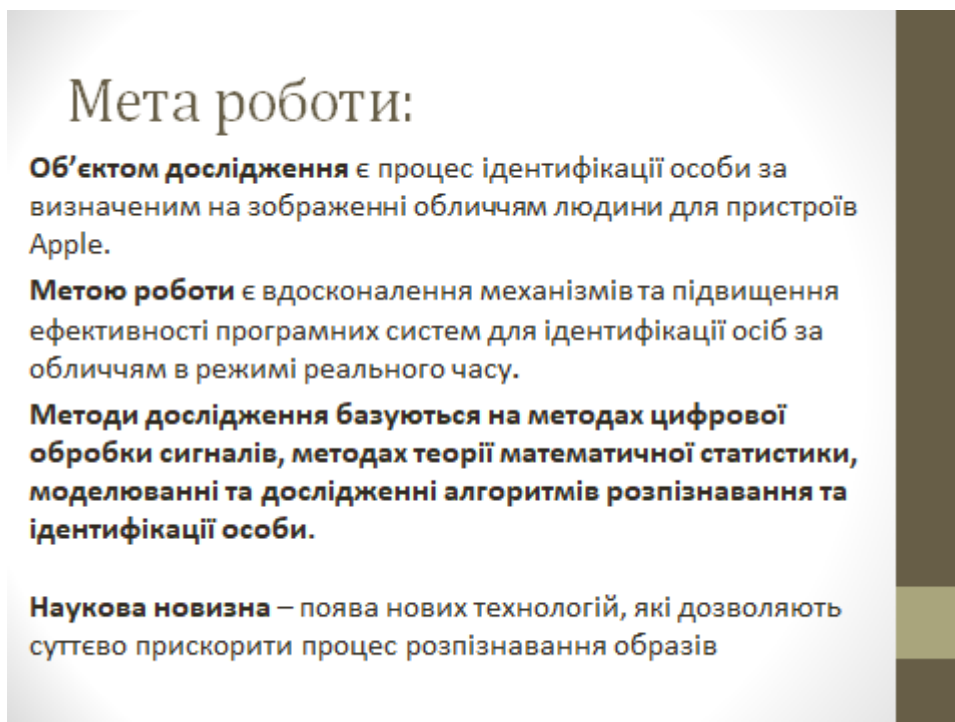 Мета роботи:
Об’єктом дослідження є процес ідентифікації особи за
визначеним на зображенні обличчям людини для пристроїв
Apple.
Метою роботи є вдосконалення механізмів та підвищення
ефективності програмних систем для ідентифікації осіб за
обличчям в режимі реального часу.
Методи дослідження базуються на методах цифрової
обробки сигналів, методах теорії математичної статистики,
моделюванні та дослідженні алгоритмів розпізнавання та
ідентифікації особи.
Наукова новизна – поява нових технологій, які дозволяють
суттєво прискорити процес розпізнавання образів